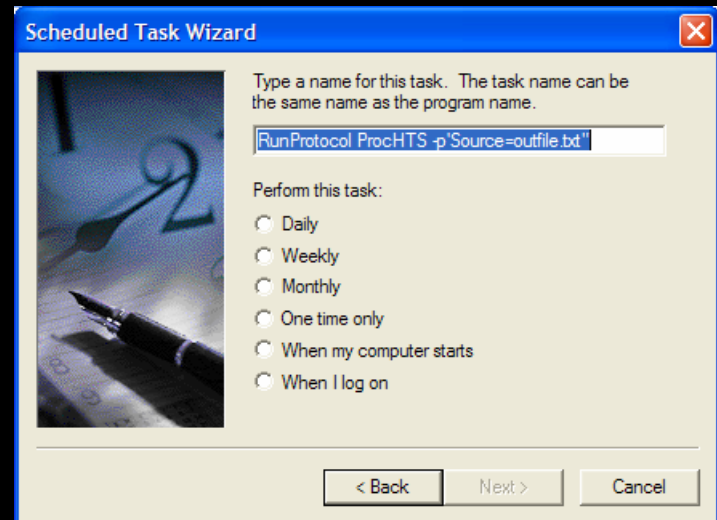 Scheduled Task Wizard
Type a name for this task. The task name can be
the same name as the program name.
RunProtocol ProcHTS -p"Source=outfile.txt"
Perform this task:
Daily
Weekly
Monthly
One time only
When my computer starts
When I log on
< Back
Next >
Cancel